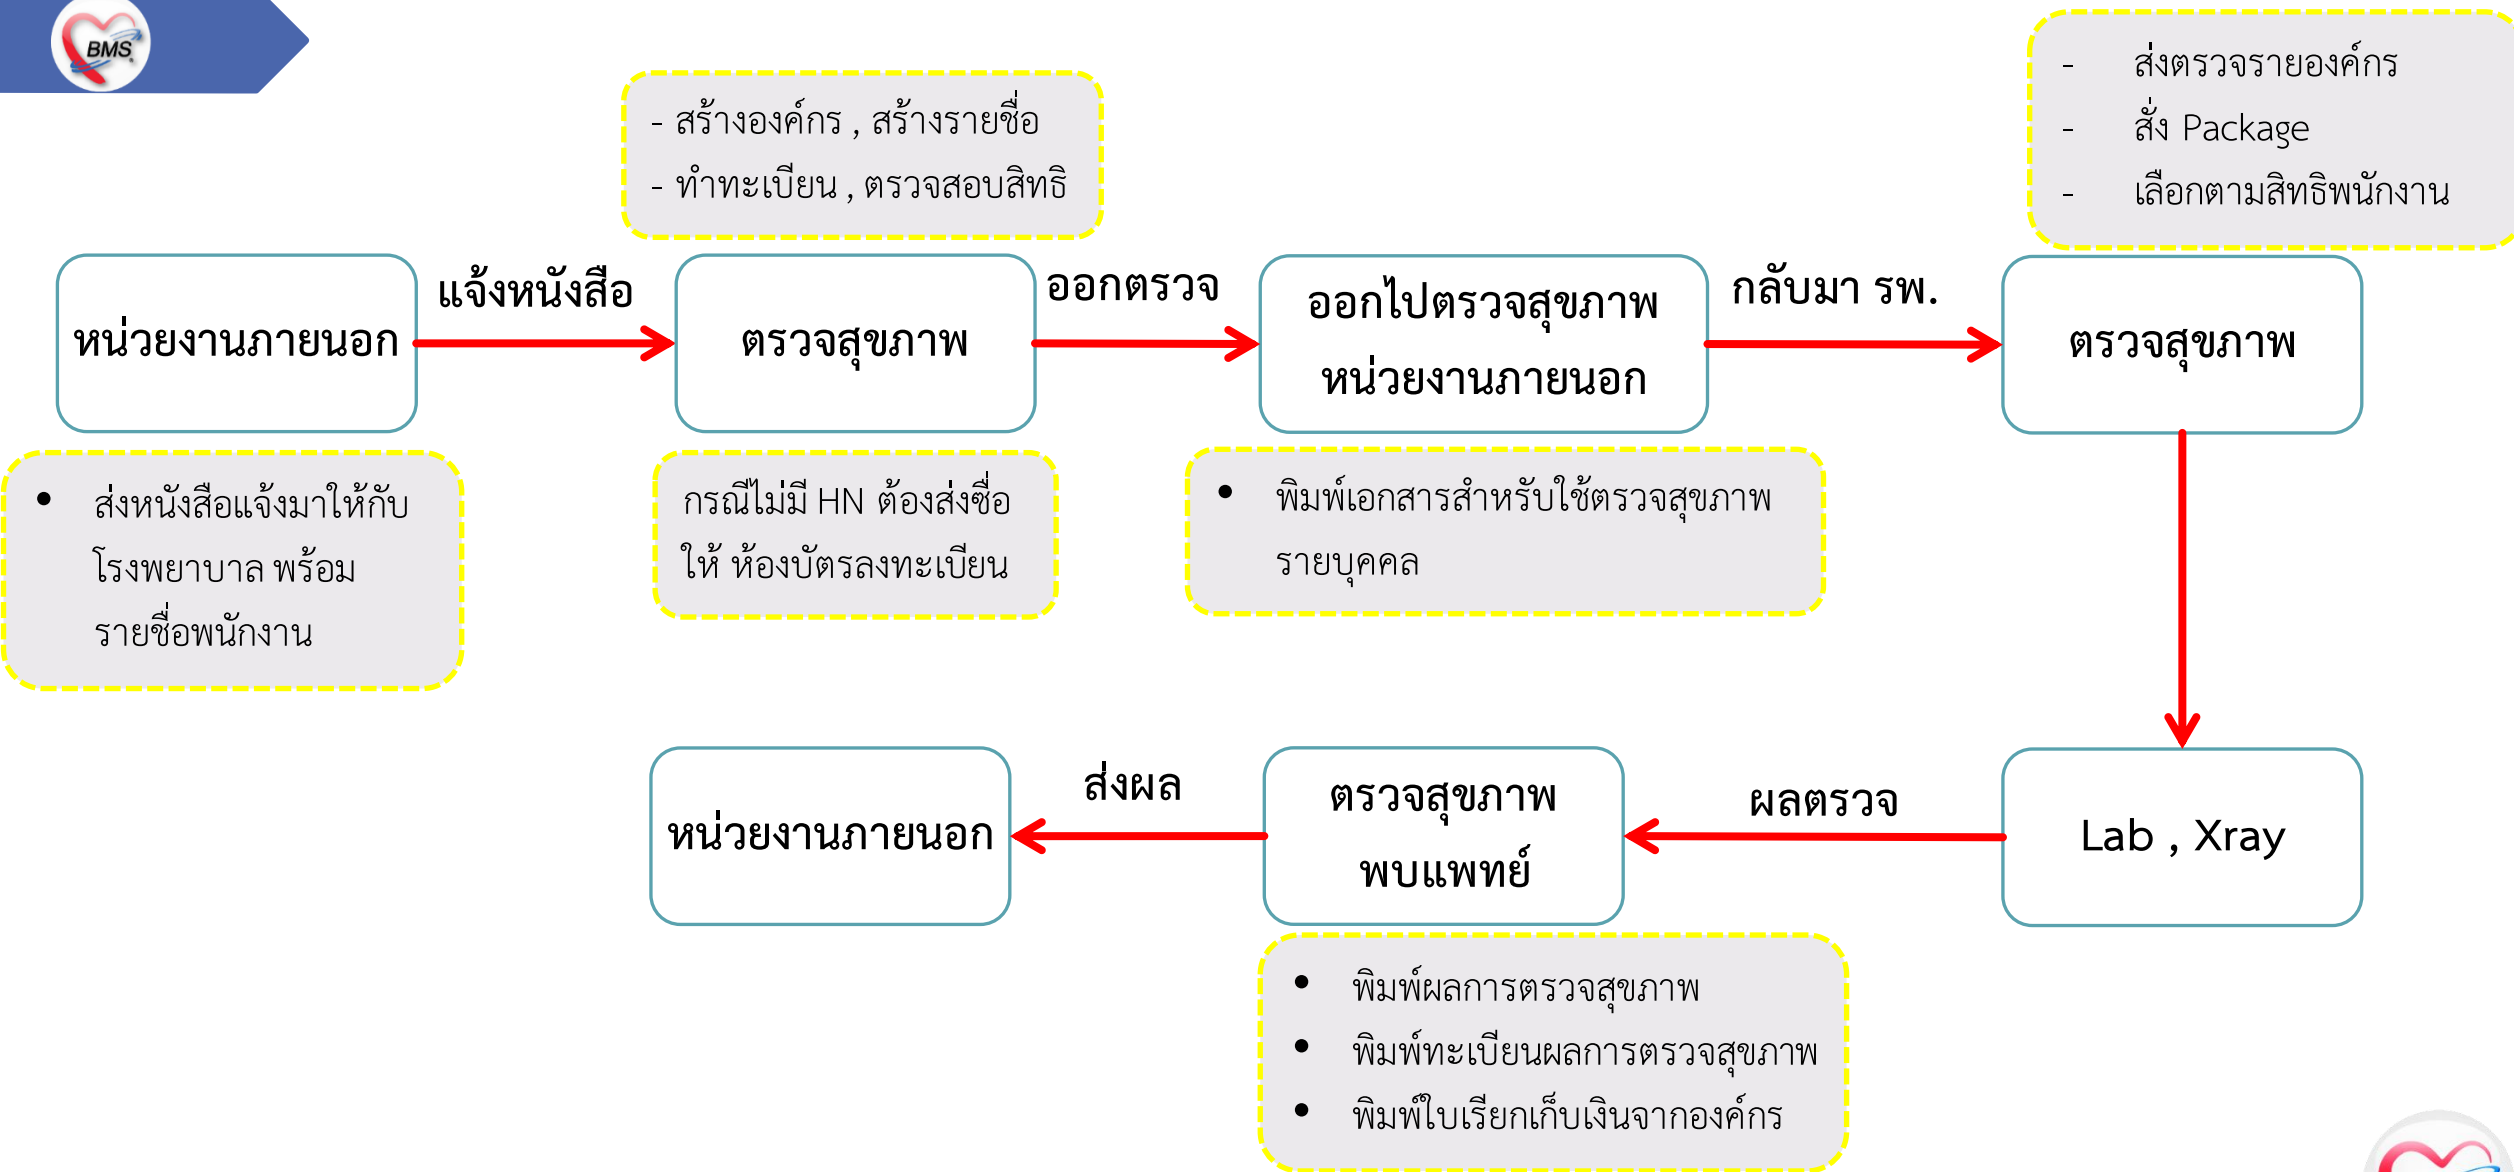 BMS
- สร้างองค์กร , สร้างรายชื่อ
- ทำทะเบียน , ตรวจสอบสิทธิ
- ส่งตรวจรายองค์กร
- สั่ง Package
- เลือกตามสิทธิพนักงาน
หน่วยงานภายนอก
แจ้งหนังสือ
ตรวจสุขภาพ
ออกตรวจ
ออกไปตรวจสุขภาพ
หน่วยงานภายนอก
กลับมา รพ.
ตรวจสุขภาพ
• ส่งหนังสือแจ้งมาให้กับ
โรงพยาบาล พร้อม
รายชื่อพนักงาน
กรณีไม่มี HN ต้องส่งชื่อ
ให้ ห้องบัตรลงทะเบียน
• พิมพ์เอกสารสำหรับใช้ตรวจสุขภาพ
รายบุคคล
หน่วยงานภายนอก
ส่งผล
ตรวจสุขภาพ
พบแพทย์
ผลตรวจ
Lab , Xray
• พิมพ์ผลการตรวจสุขภาพ
• พิมพ์ทะเบียนผลการตรวจสุขภาพ
• พิมพ์ใบเรียกเก็บเงินจากองค์กร